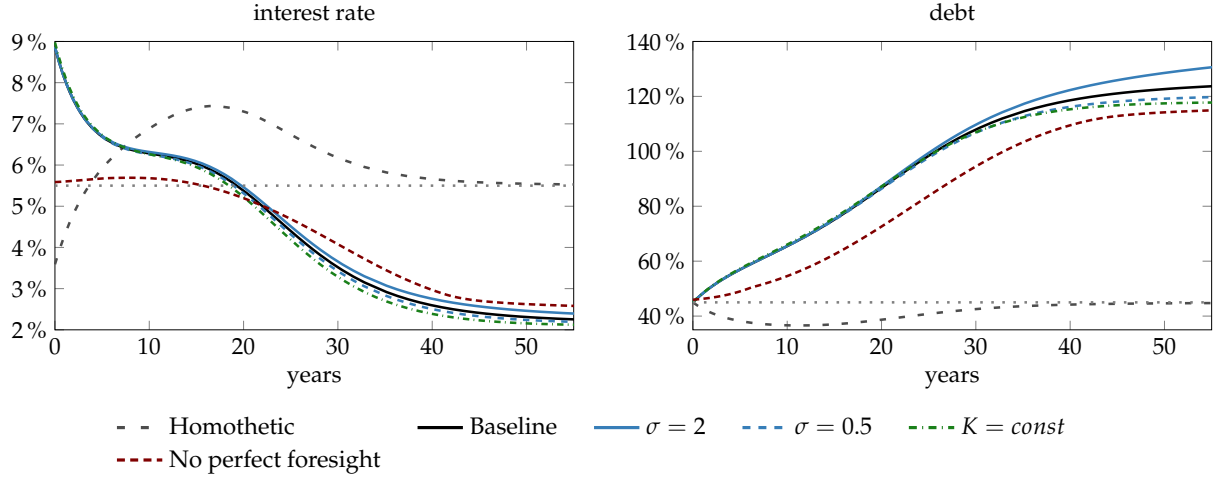 interest rate
9 %
8 %
7 %
6 %
5 %
4 %
3 %
2 %
0 10 20 30 40 50
years
debt
140 %
120 %
100 %
80 %
60 %
40 %
0 10 20 30 40 50
years
Homothetic Baseline σ = 2 σ = 0.5 K = const
No perfect foresight